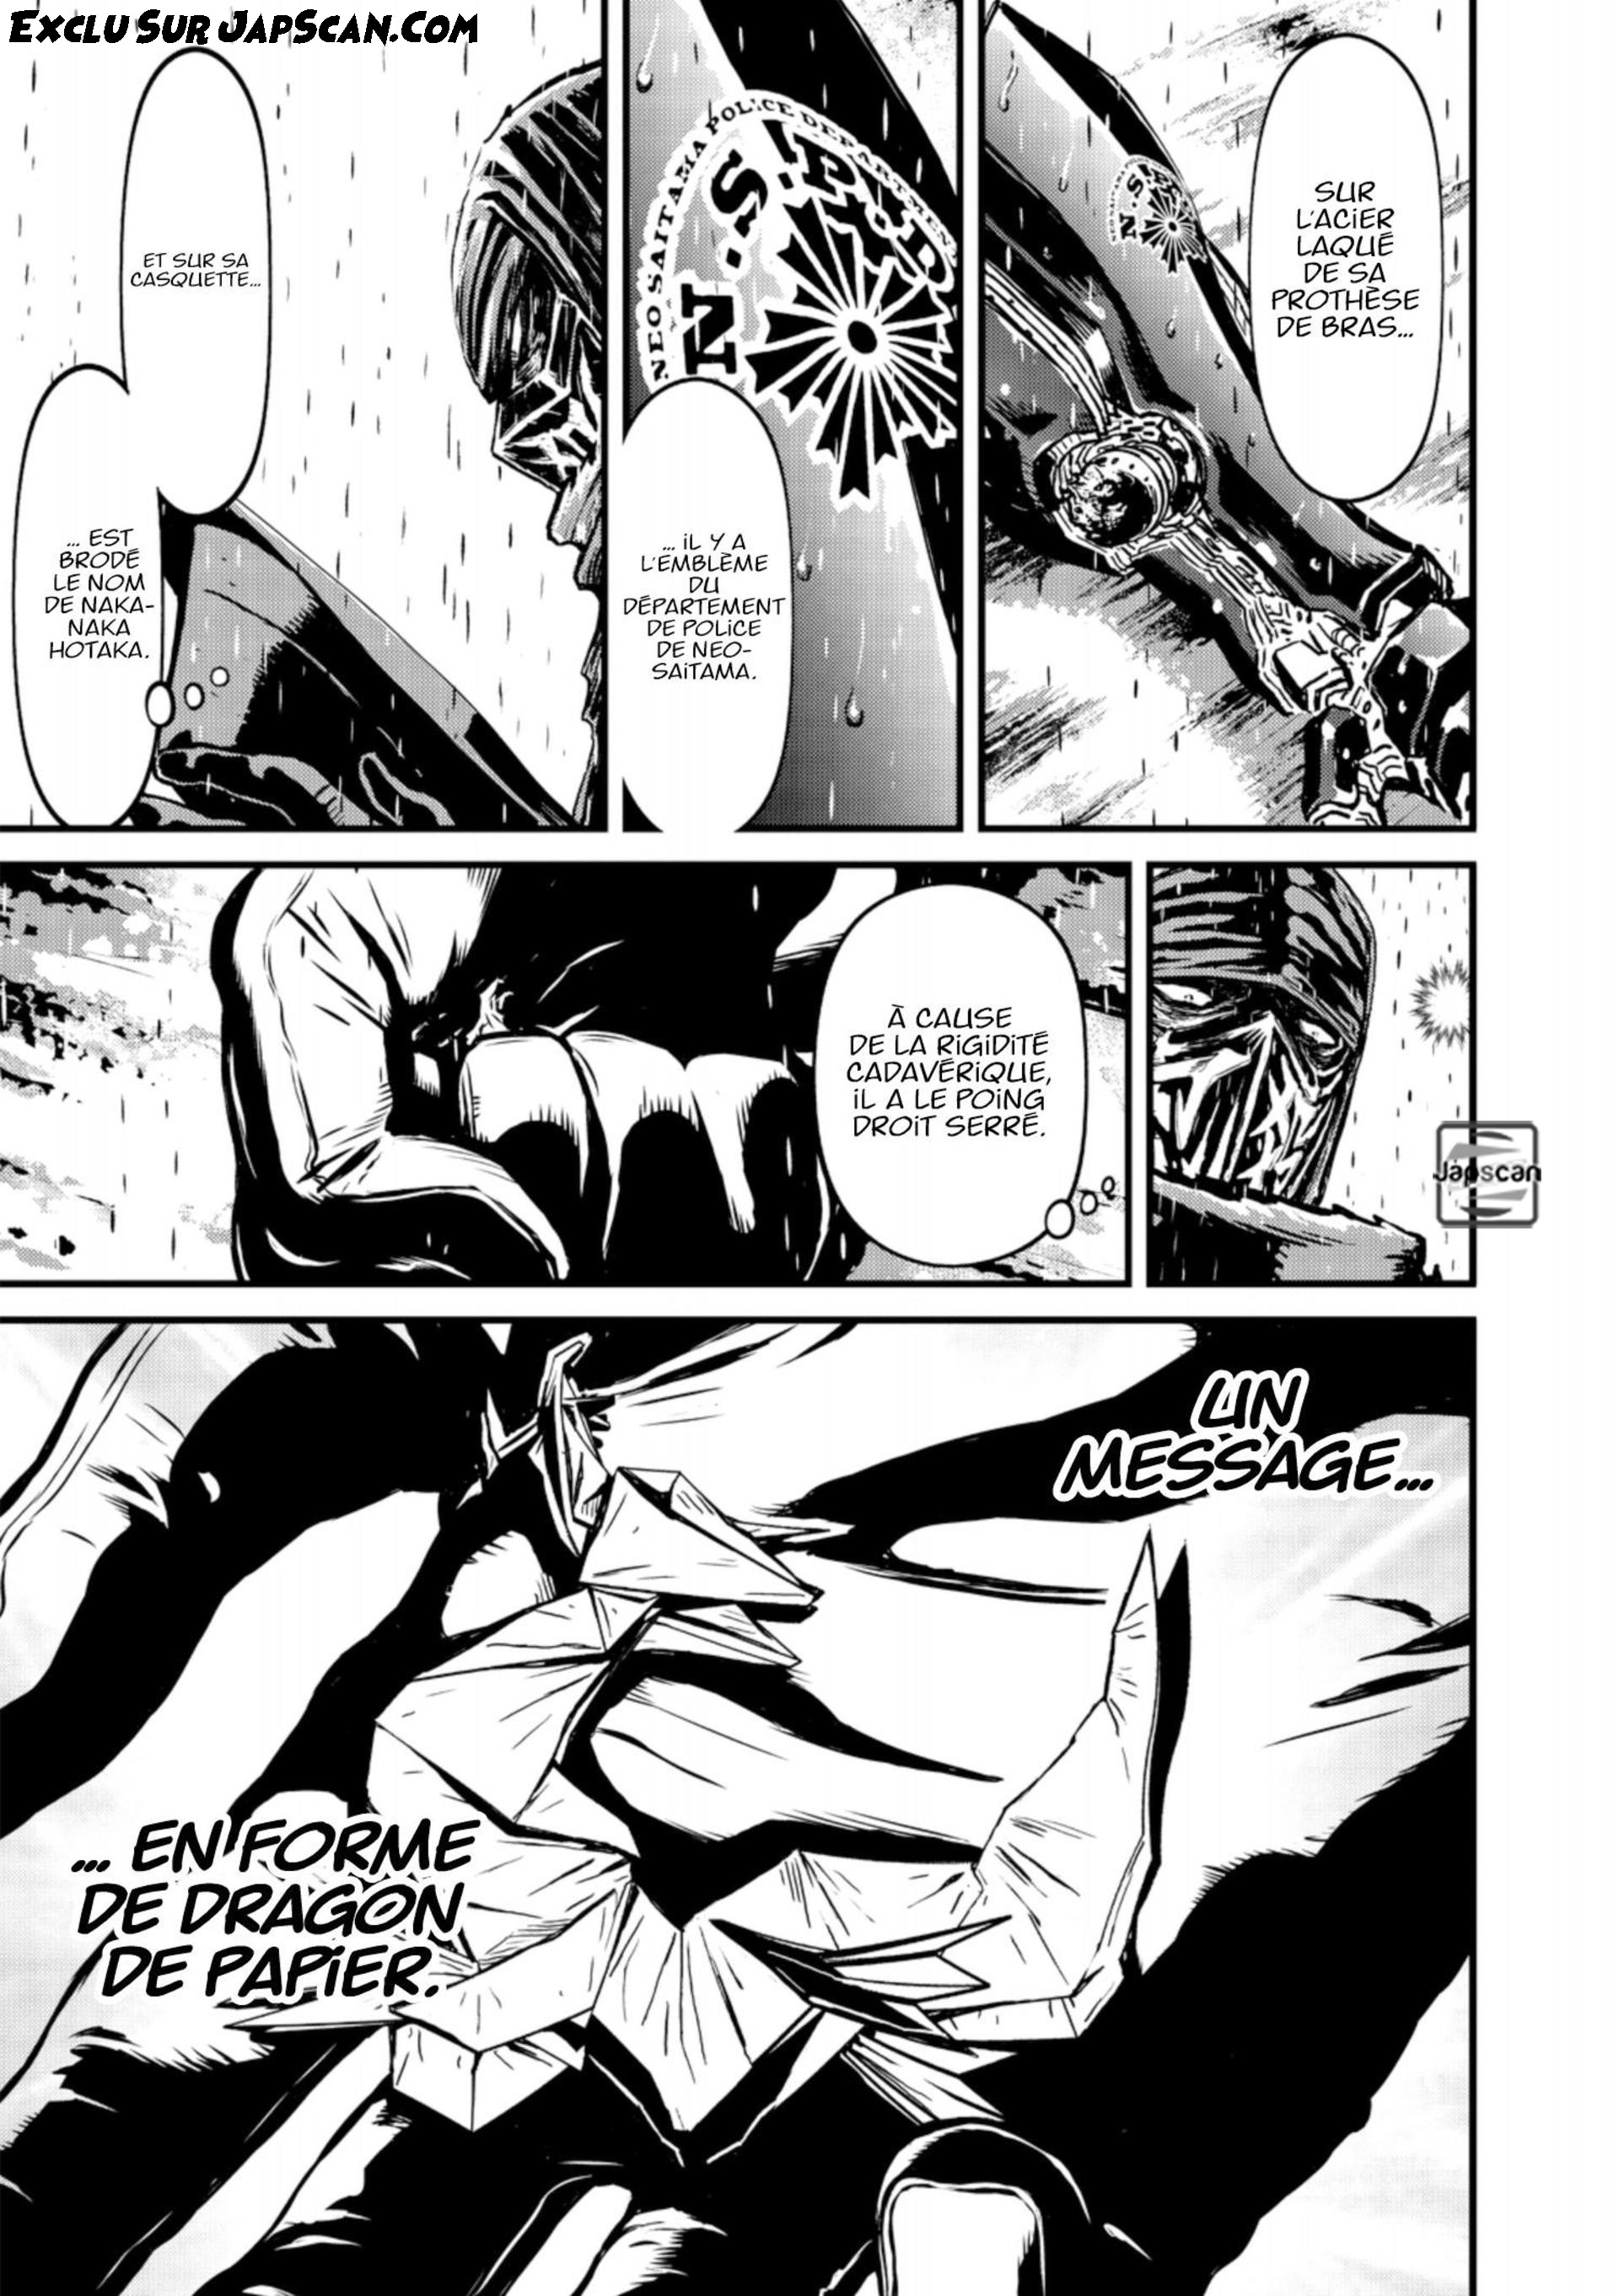 EXCLU SUR JAPSCAN.COM
SUR
L'ACIER
LAQUÉ
DE SA
PROTHÈSE
DE BRAS...
NEO SAITAMA POLICE DEPARTMENT
N.S.P.D
... IL Y A
L'ÉMBLÈME
DU
DÉPARTEMENT
DE POLICE
DE NEO-
SAITAMA.
ET SUR SA
CASQUETTE...
... EST
BRODÉ
LE NOM
DE NAKA-
NAKA
HOTAKA.
À CAUSE
DE LA RIGIDITÉ
CADAVÉRIQUE,
IL A LE POING
DROIT SERRÉ.
Japscan
UN
MESSAGE...
... EN FORME
DE DRAGON
DE PAPIER.